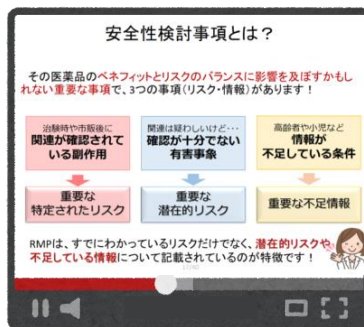 安全性検討事項とは？
その医薬品のベネフィットとリスクのバランスに影響を及ぼすかもし
れない重要な事項で、3つの事項(リスク・情報)があります！
治験時や市販後に
関連が確認されて
いる副作用
関連は疑わしいけど・・・
確認が十分でない
有害事象
高齢者や小児など
情報が
不足している条件
重要な
特定されたリスク
重要な
潜在的リスク
重要な不足情報
RMPは、すでにわかっているリスクだけでなく、潜在的リスクや
不足している情報について記載されているのが特徴です！